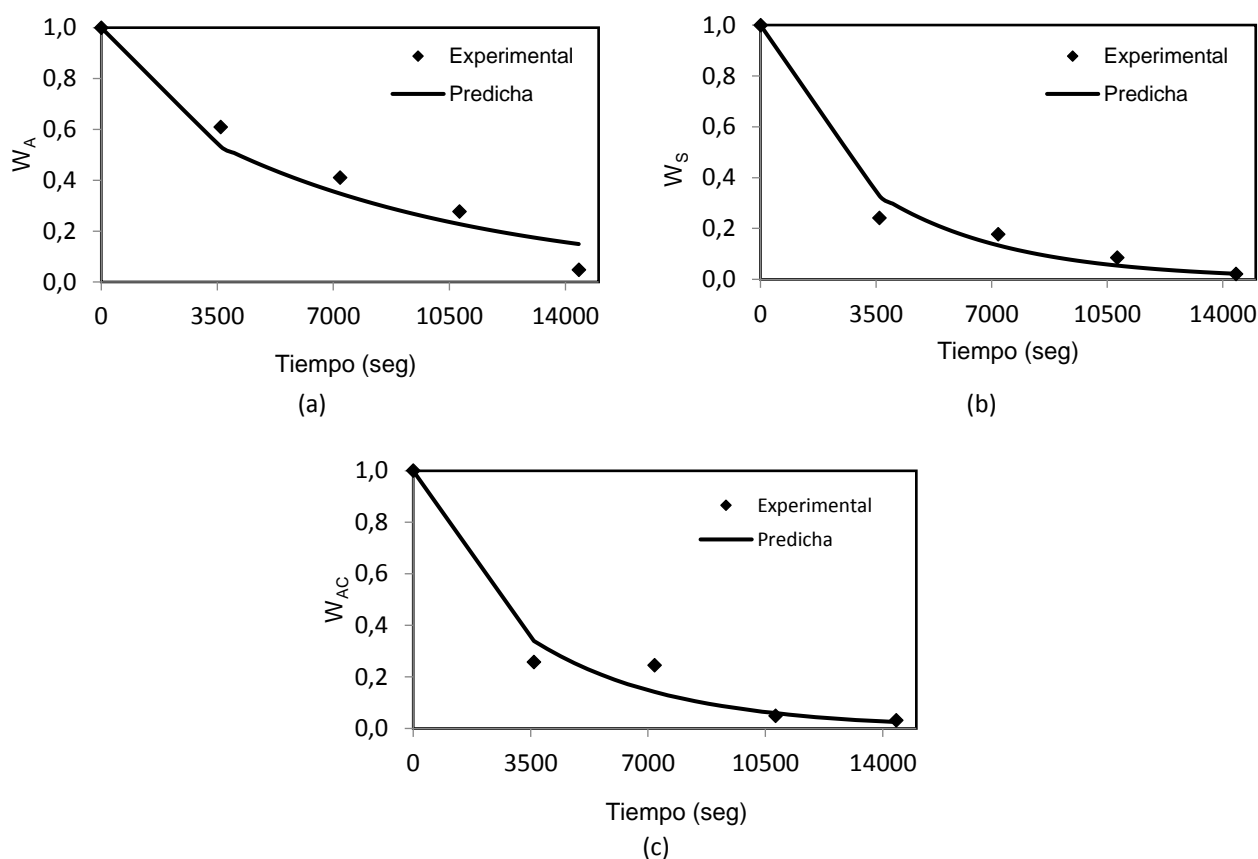 1,0
0,8
0,6
0,4
0,2
0,0
W_A
Experimental
Predicha
0 3500 7000 10500 14000
Tiempo (seg)
(a)
1,0
0,8
0,6
0,4
0,2
0,0
W_S
Experimental
Predicha
0 3500 7000 10500 14000
Tiempo (seg)
(b)
1,0
0,8
0,6
0,4
0,2
0,0
W_AC
Experimental
Predicha
0 3500 7000 10500 14000
Tiempo (seg)
(c)